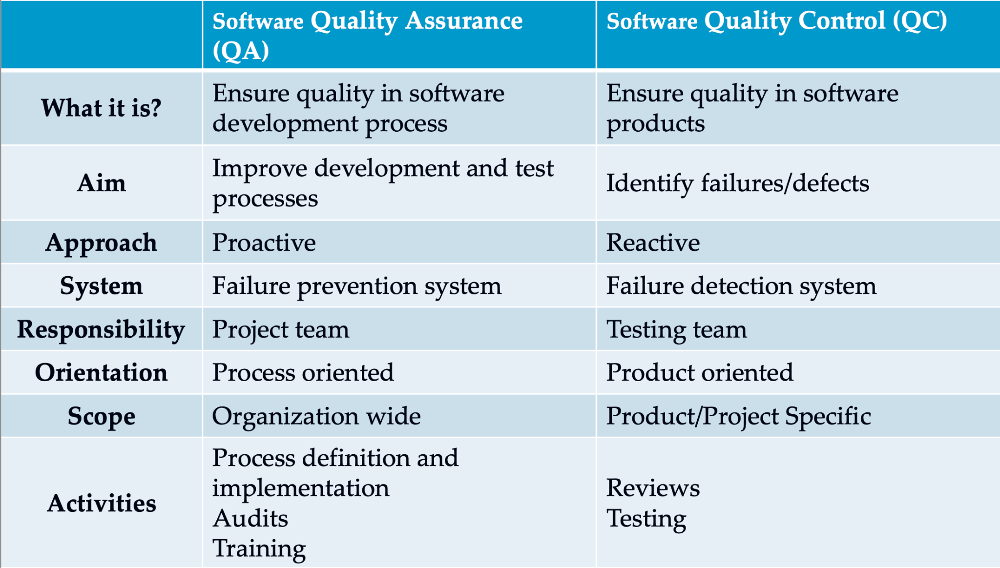 Software Quality Assurance
(QA)
Software Quality Control (QC)
What it is?
Ensure quality in software
development process
Ensure quality in software
products
Aim
Improve development and test
processes
Identify failures/defects
Approach
Proactive
Reactive
System
Failure prevention system
Failure detection system
Responsibility
Project team
Testing team
Orientation
Process oriented
Product oriented
Scope
Organization wide
Product/Project Specific
Activities
Process definition and
implementation
Audits
Training
Reviews
Testing